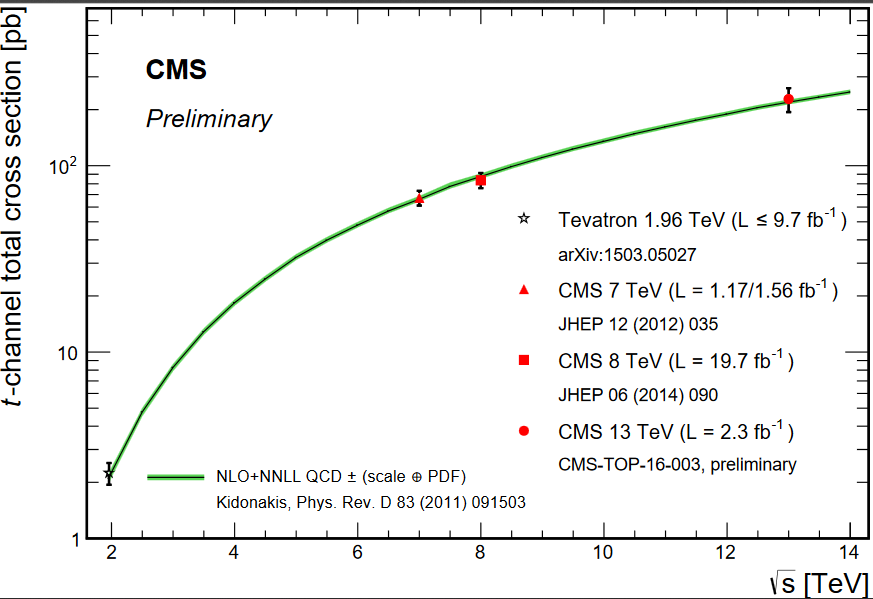 t-channel total cross section [pb]
CMS
Preliminary
10²
10
1
Tevatron 1.96 TeV (L ≤ 9.7 fb⁻¹)
arXiv:1503.05027
CMS 7 TeV (L = 1.17/1.56 fb⁻¹)
JHEP 12 (2012) 035
CMS 8 TeV (L = 19.7 fb⁻¹)
JHEP 06 (2014) 090
CMS 13 TeV (L = 2.3 fb⁻¹)
CMS-TOP-16-003, preliminary
NLO+NNLL QCD ± (scale ⊕ PDF)
Kidonakis, Phys. Rev. D 83 (2011) 091503
2 4 6 8 10 12 14
√s [TeV]